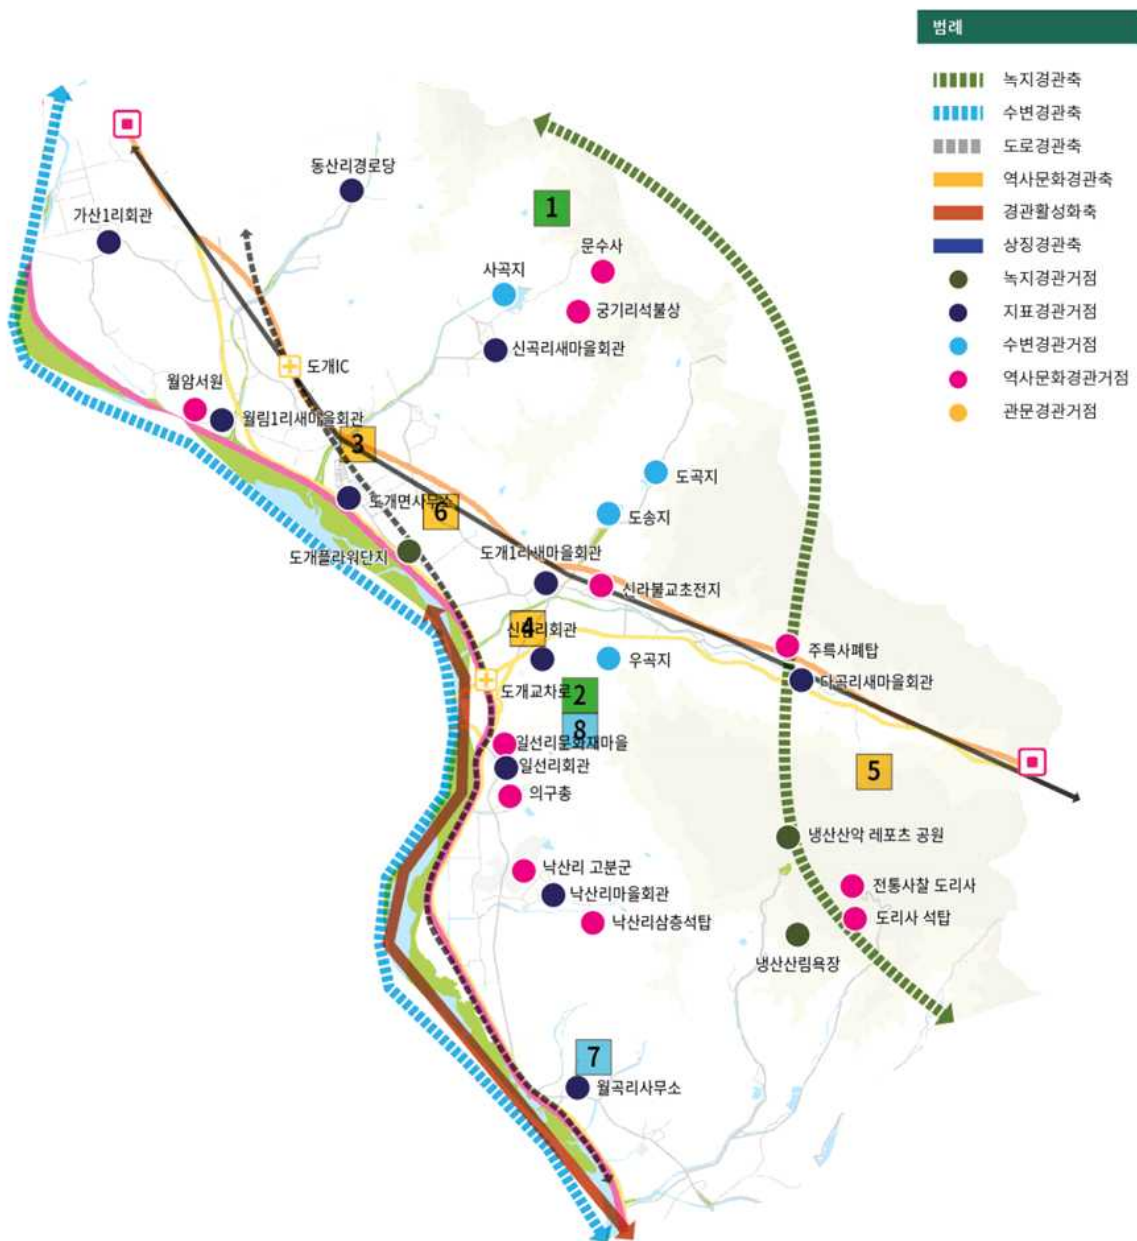 범례
녹지경관축
수변경관축
도로경관축
역사문화경관축
경관활성화축
상징경관축
녹지경관거점
지표경관거점
수변경관거점
역사문화경관거점
관문경관거점
동산리경로당
가산1리회관
1
문수사
사곡지
궁기리석불상
신곡리새마을회관
도개IC
월암서원
월림1리새마을회관
3
도곡지
도개면사무소
6
도송지
도개플라워단지
도개1리새마을회관
신라불교초전지
4
신림리회관
주륵사폐탑
우곡지
다곡리새마을회관
도개교차로
2
8
일선리문화재마을
일선리회관
5
의구총
냉산산악 레포츠 공원
낙산리 고분군
전통사찰 도리사
낙산리마을회관
도리사 석탑
낙산리삼층석탑
냉산산림욕장
7
월곡리사무소